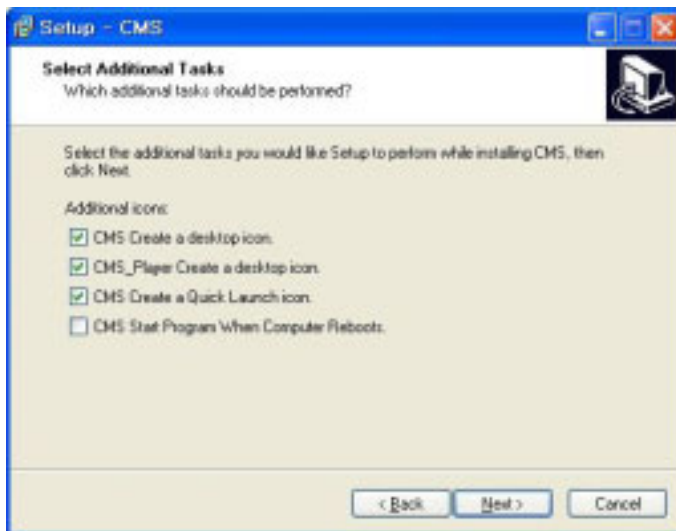 Setup - CMS
Select Additional Tasks
Which additional tasks should be performed?
Select the additional tasks you would like Setup to perform while installing CMS, then
click Next.
Additional icons:
CMS Create a desktop icon.
CMS_Player Create a desktop icon.
CMS Create a Quick Launch icon.
CMS Start Program When Computer Reboots.
< Back
Next >
Cancel